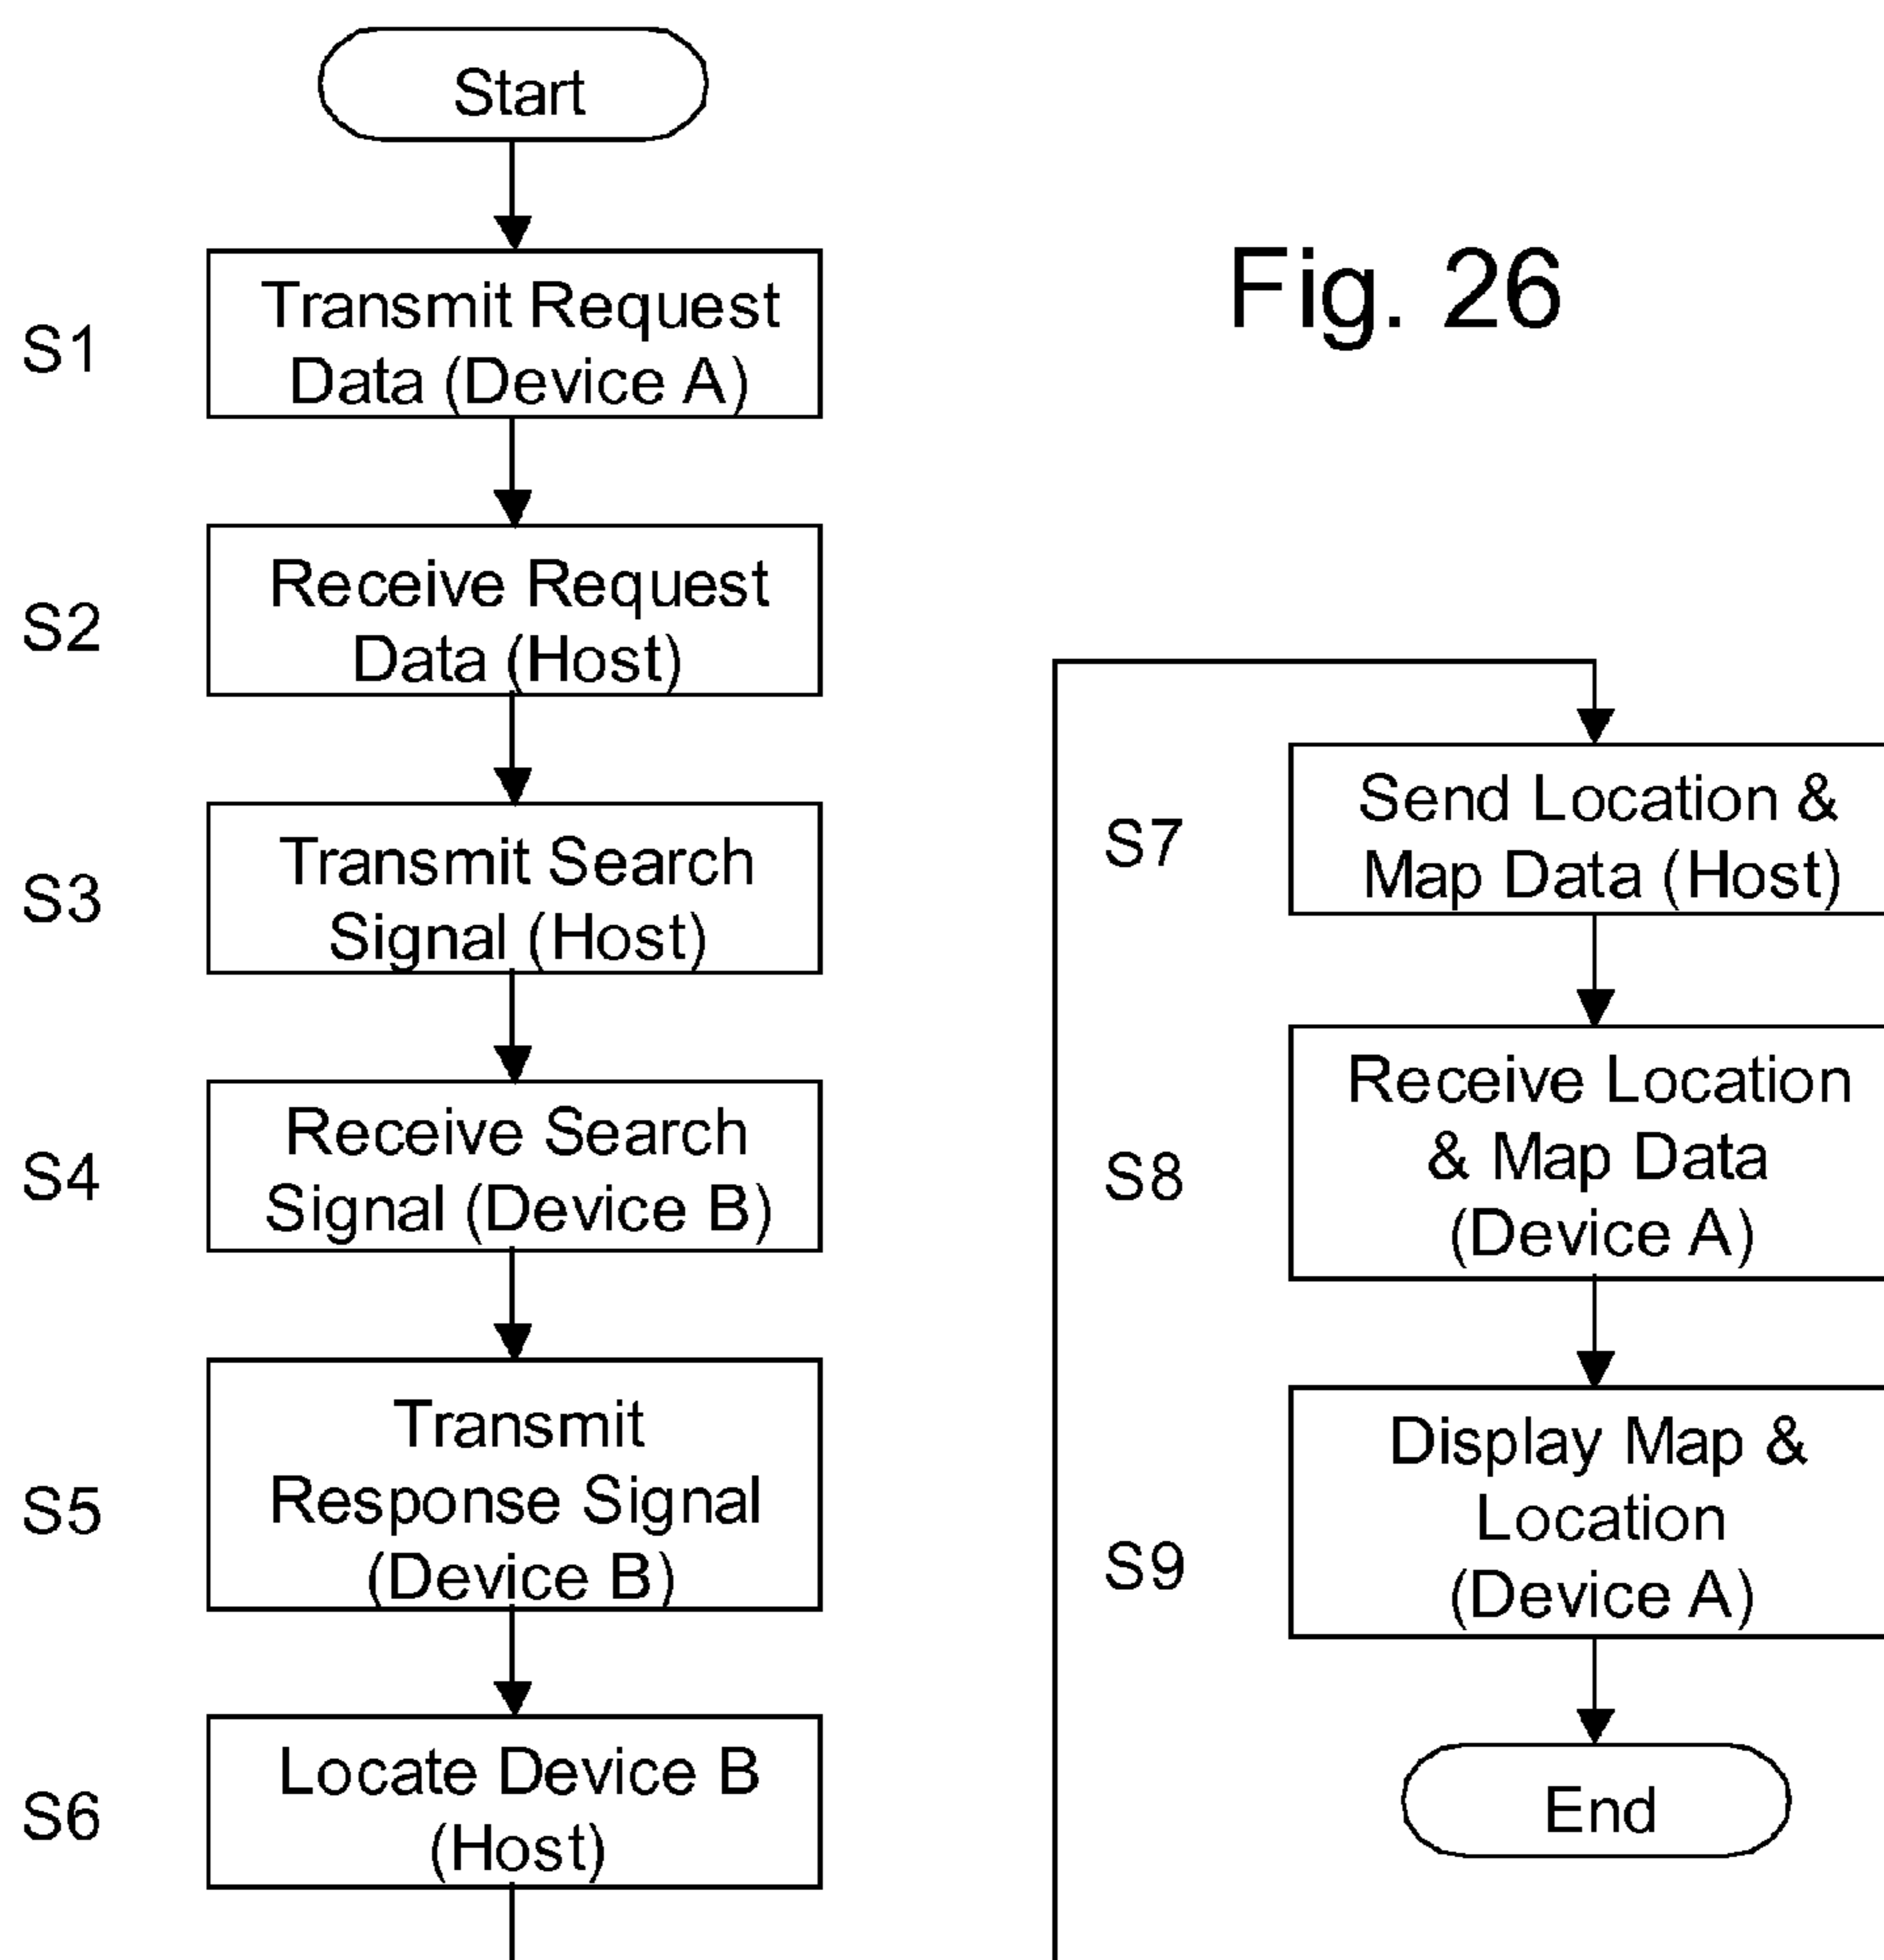 Start
Fig. 26
S1
Transmit Request
Data (Device A)
S2
Receive Request
Data (Host)
S3
Transmit Search
Signal (Host)
S4
Receive Search
Signal (Device B)
S5
Transmit
Response Signal
(Device B)
S6
Locate Device B
(Host)
S7
Send Location &
Map Data (Host)
S8
Receive Location
& Map Data
(Device A)
S9
Display Map &
Location
(Device A)
End